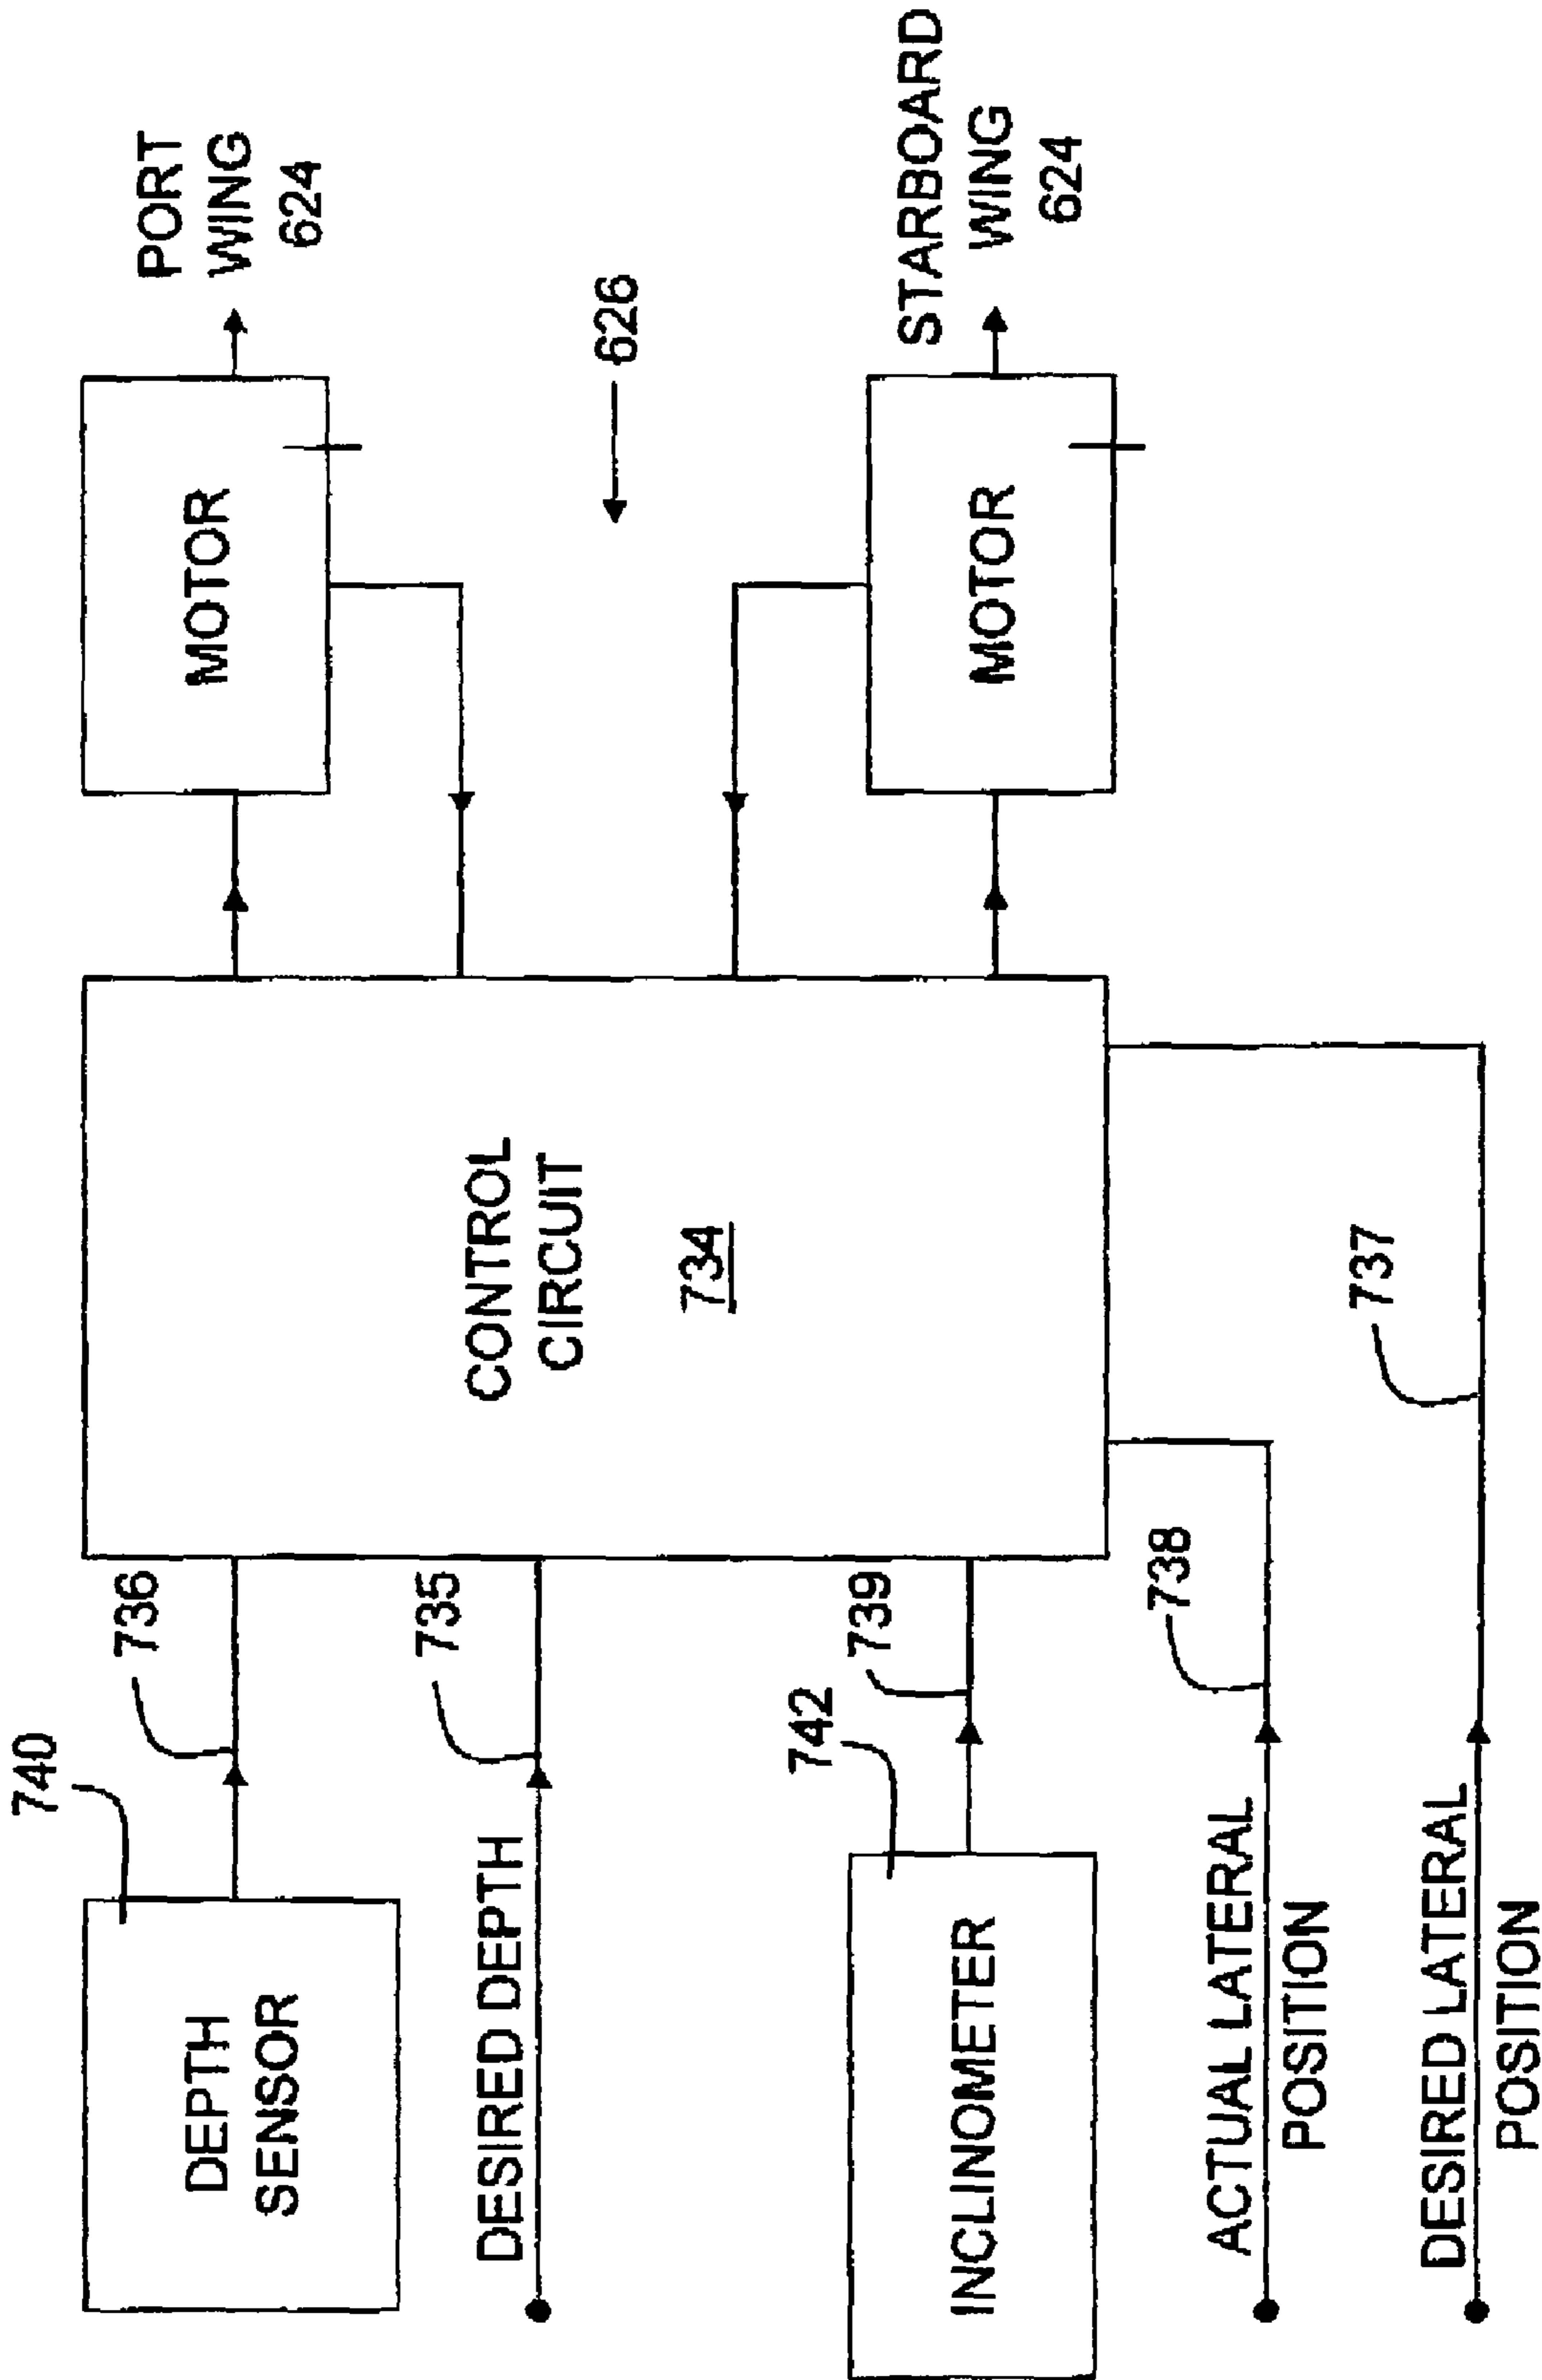 740
736
DEPTH
SENSOR
735
DESIRED DEPTH
742
739
INCLINOMETER
738
ACTUAL LATERAL
POSITION
737
DESIRED LATERAL
POSITION
CONTROL
CIRCUIT
734
MOTOR
PORT
WING
624
626
MOTOR
STARBOARD
WING
624